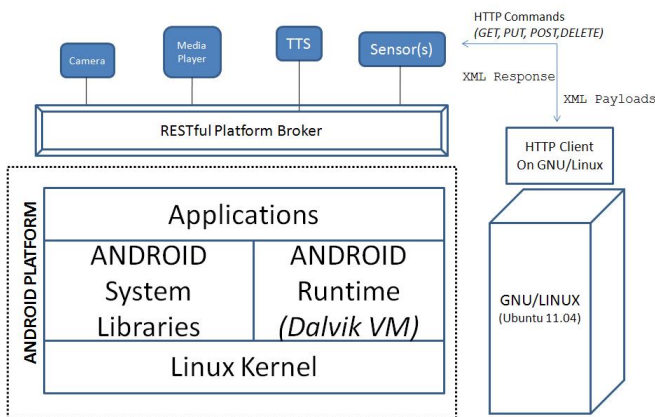 HTTP Commands
(GET, PUT, POST,DELETE)
Camera
Media
Player
TTS
Sensor(s)
XML Response
XML Payloads
RESTful Platform Broker
HTTP Client
On GNU/Linux
ANDROID PLATFORM
Applications
ANDROID
System
Libraries
ANDROID
Runtime
(Dalvik VM)
Linux Kernel
GNU/LINUX
(Ubuntu 11.04)